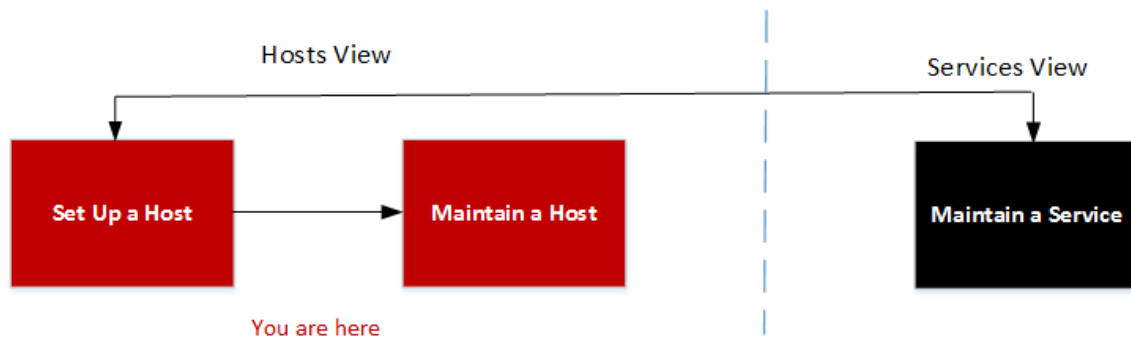 Hosts View
Services View
Set Up a Host
Maintain a Host
Maintain a Service
You are here